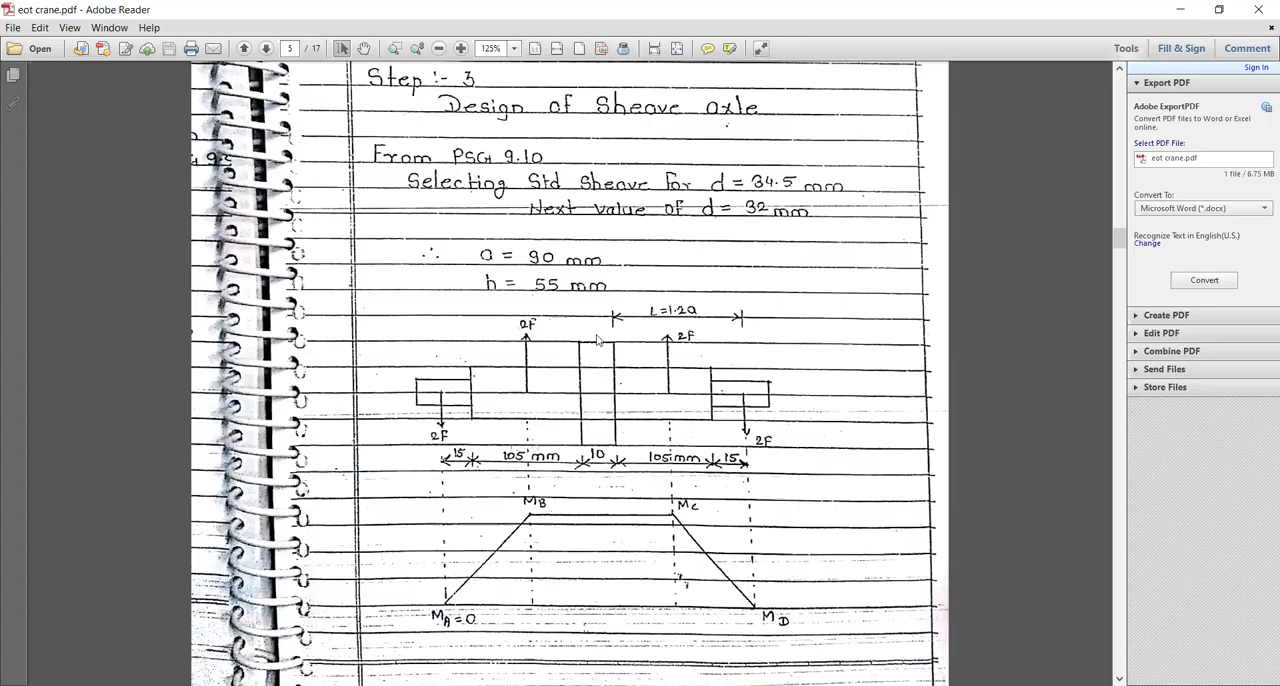 eot crane.pdf - Adobe Reader
File Edit View Window Help
Open 5 / 17 125% Tools Fill & Sign Comment
Sign In
Export PDF
Adobe ExportPDF
Convert PDF files to Word or Excel
online.
Select PDF File:
eot crane.pdf
1 file / 6.75 MB
Convert To:
Microsoft Word (*.docx)
Recognize Text in English(U.S.)
Change
Convert
Create PDF
Edit PDF
Combine PDF
Send Files
Store Files
Step :- 3
Design of Sheave axle
From PSG 9.10
Selecting Std Sheave for d = 34.5 mm
Next value of d = 32 mm
∴ a = 90 mm
h = 55 mm
L=1.2a
2F 2F
2F 2F
15 105 mm 10 105 mm 15
MB MC
MA=0 MD